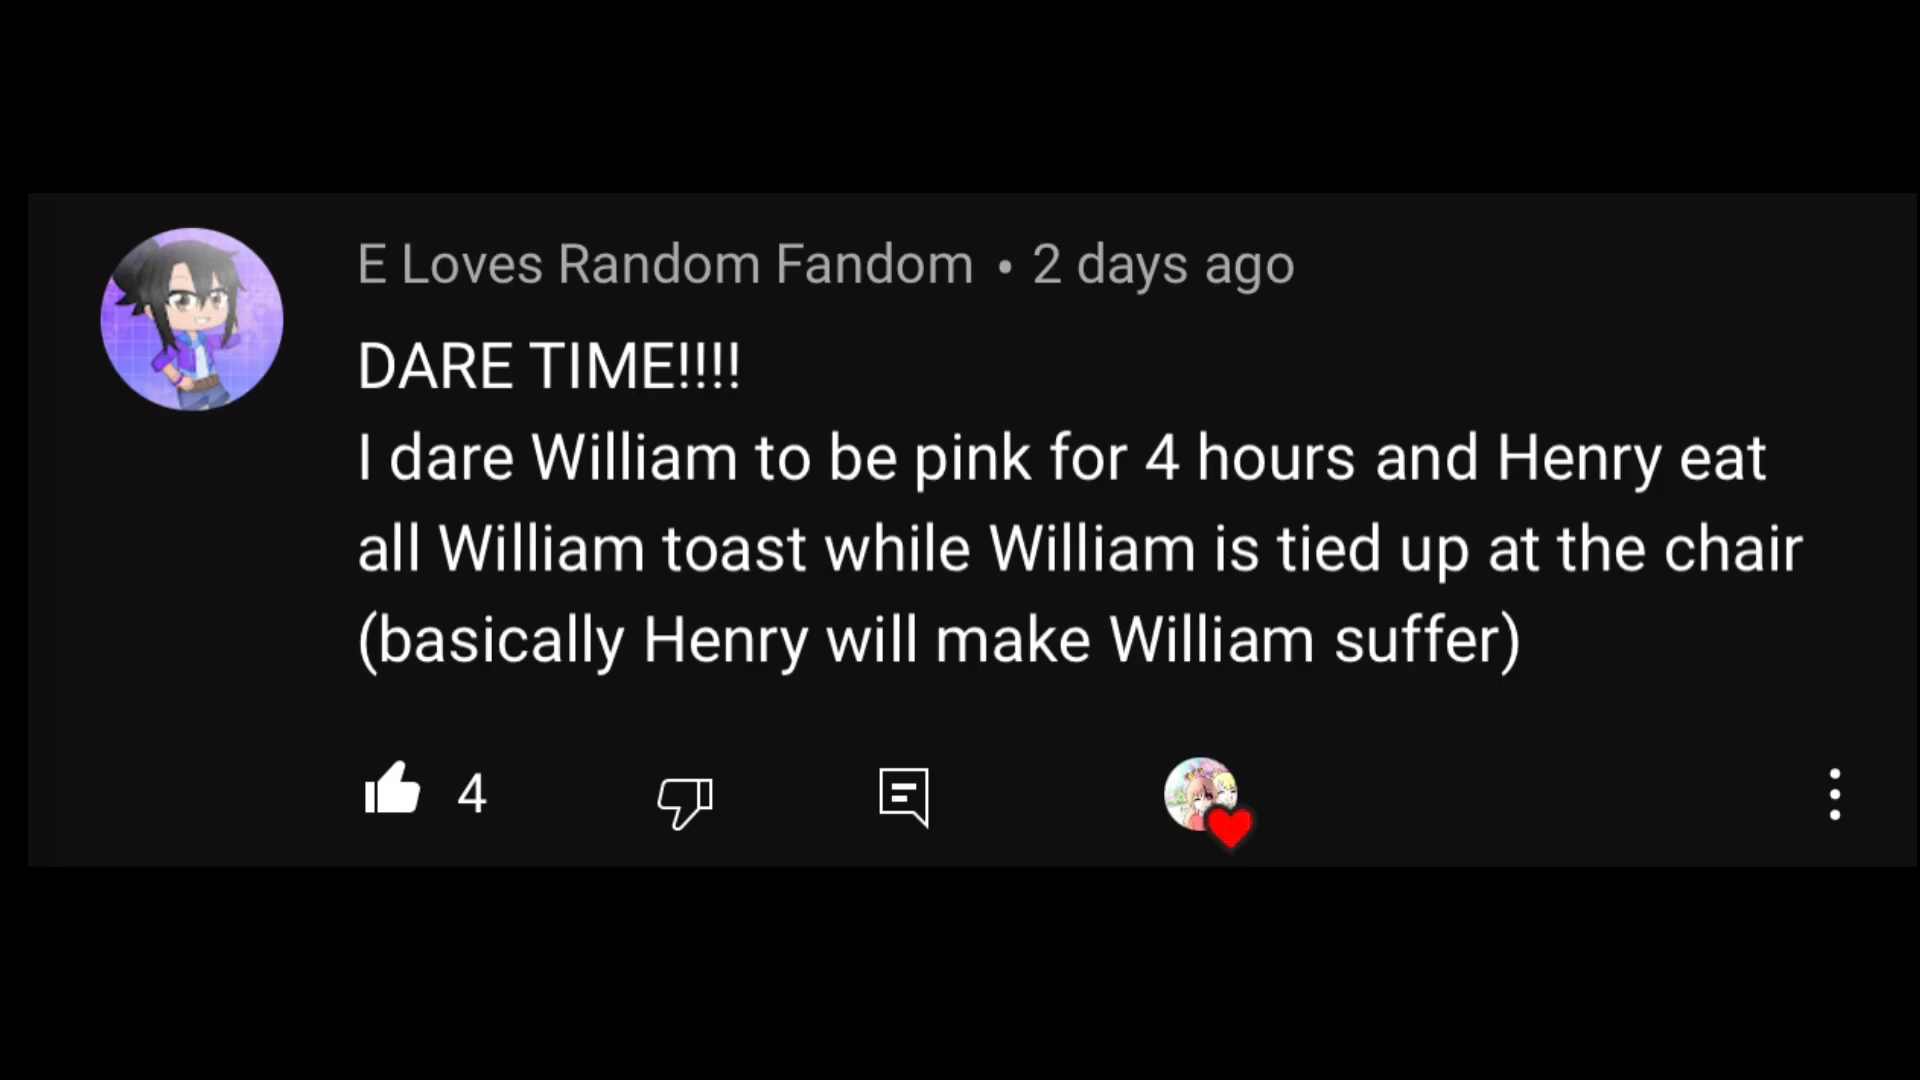 E Loves Random Fandom • 2 days ago
DARE TIME!!!!
I dare William to be pink for 4 hours and Henry eat
all William toast while William is tied up at the chair
(basically Henry will make William suffer)
4